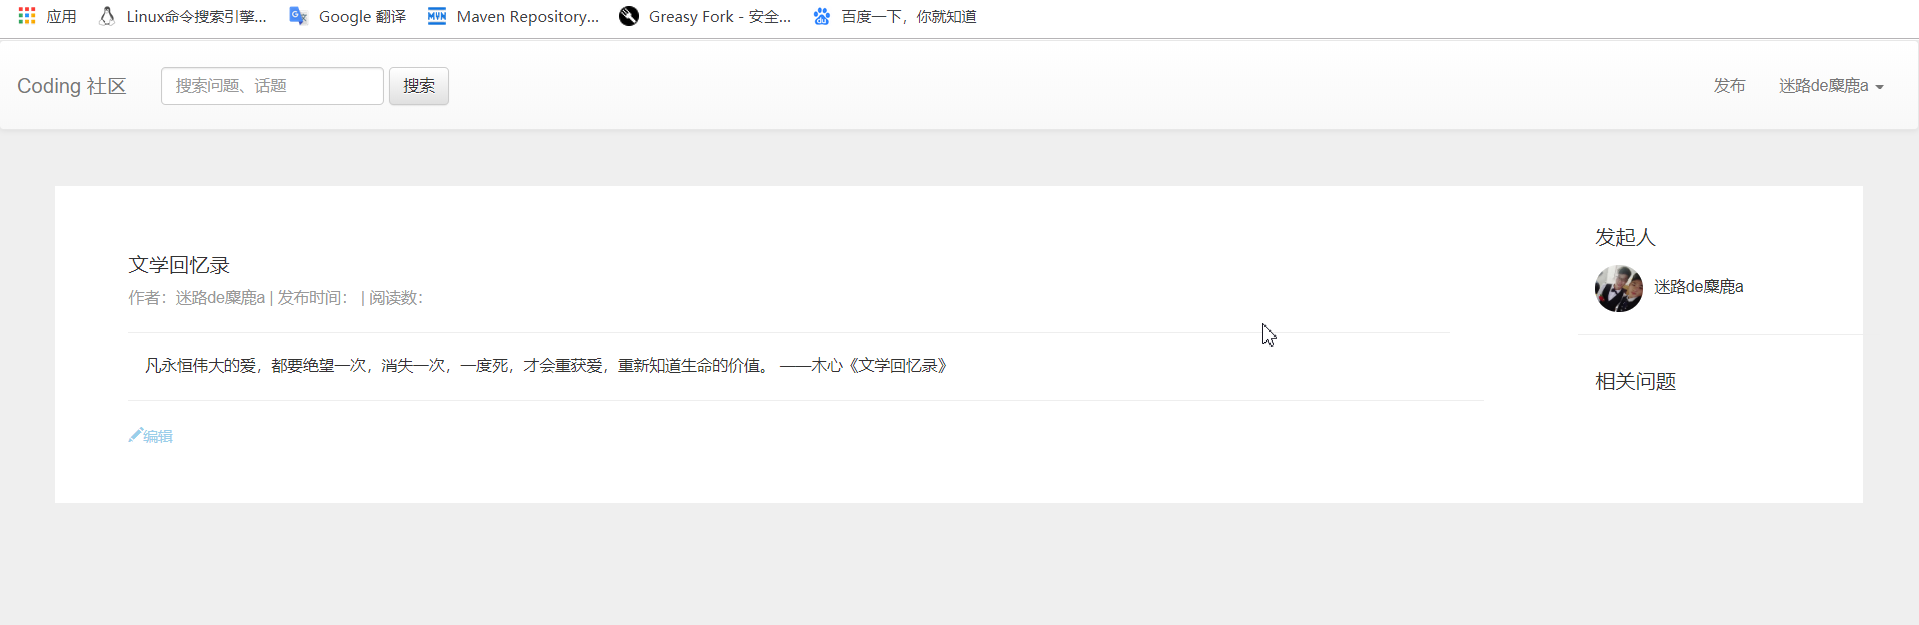 应用 Linux命令搜索引擎... Google 翻译 Maven Repository... Greasy Fork - 安全... 百度一下，你就知道
Coding 社区 搜索问题、话题 搜索 发布 迷路de麋鹿a
文学回忆录
作者：迷路de麋鹿a | 发布时间： | 阅读数：
凡永恒伟大的爱，都要绝望一次，消失一次，一度死，才会重获爱，重新知道生命的价值。 ——木心《文学回忆录》
编辑
发起人
迷路de麋鹿a
相关问题